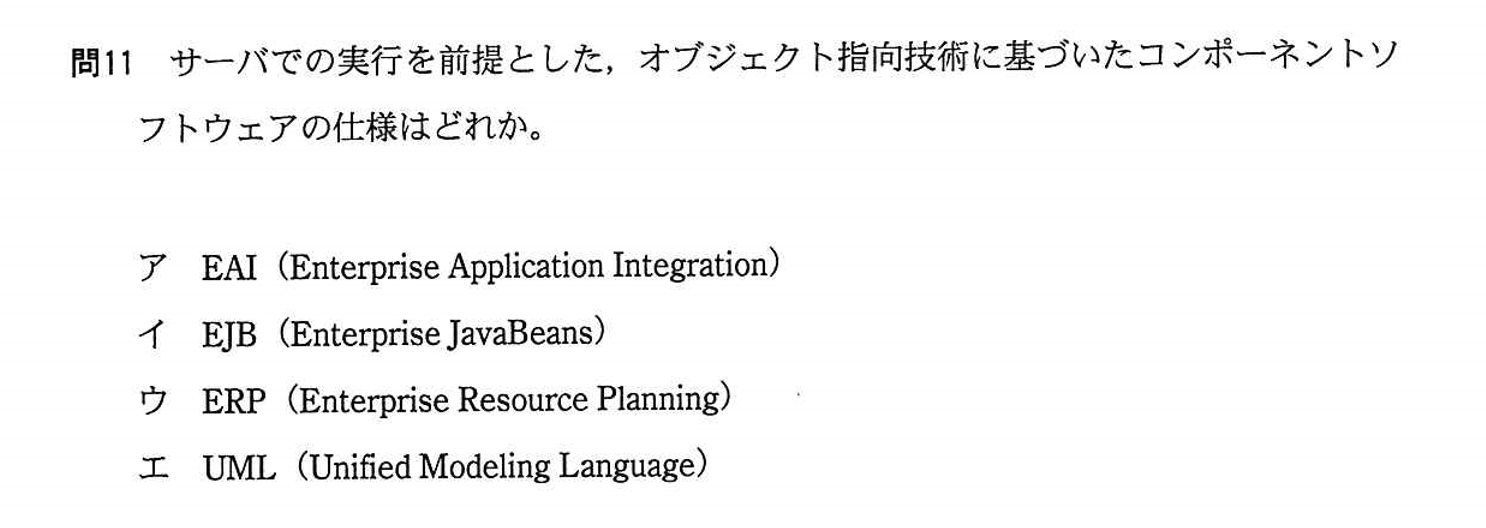 問11　サーバでの実行を前提とした，オブジェクト指向技術に基づいたコンポーネントソ
フトウェアの仕様はどれか。
ア　EAI（Enterprise Application Integration）
イ　EJB（Enterprise JavaBeans）
ウ　ERP（Enterprise Resource Planning）
エ　UML（Unified Modeling Language）